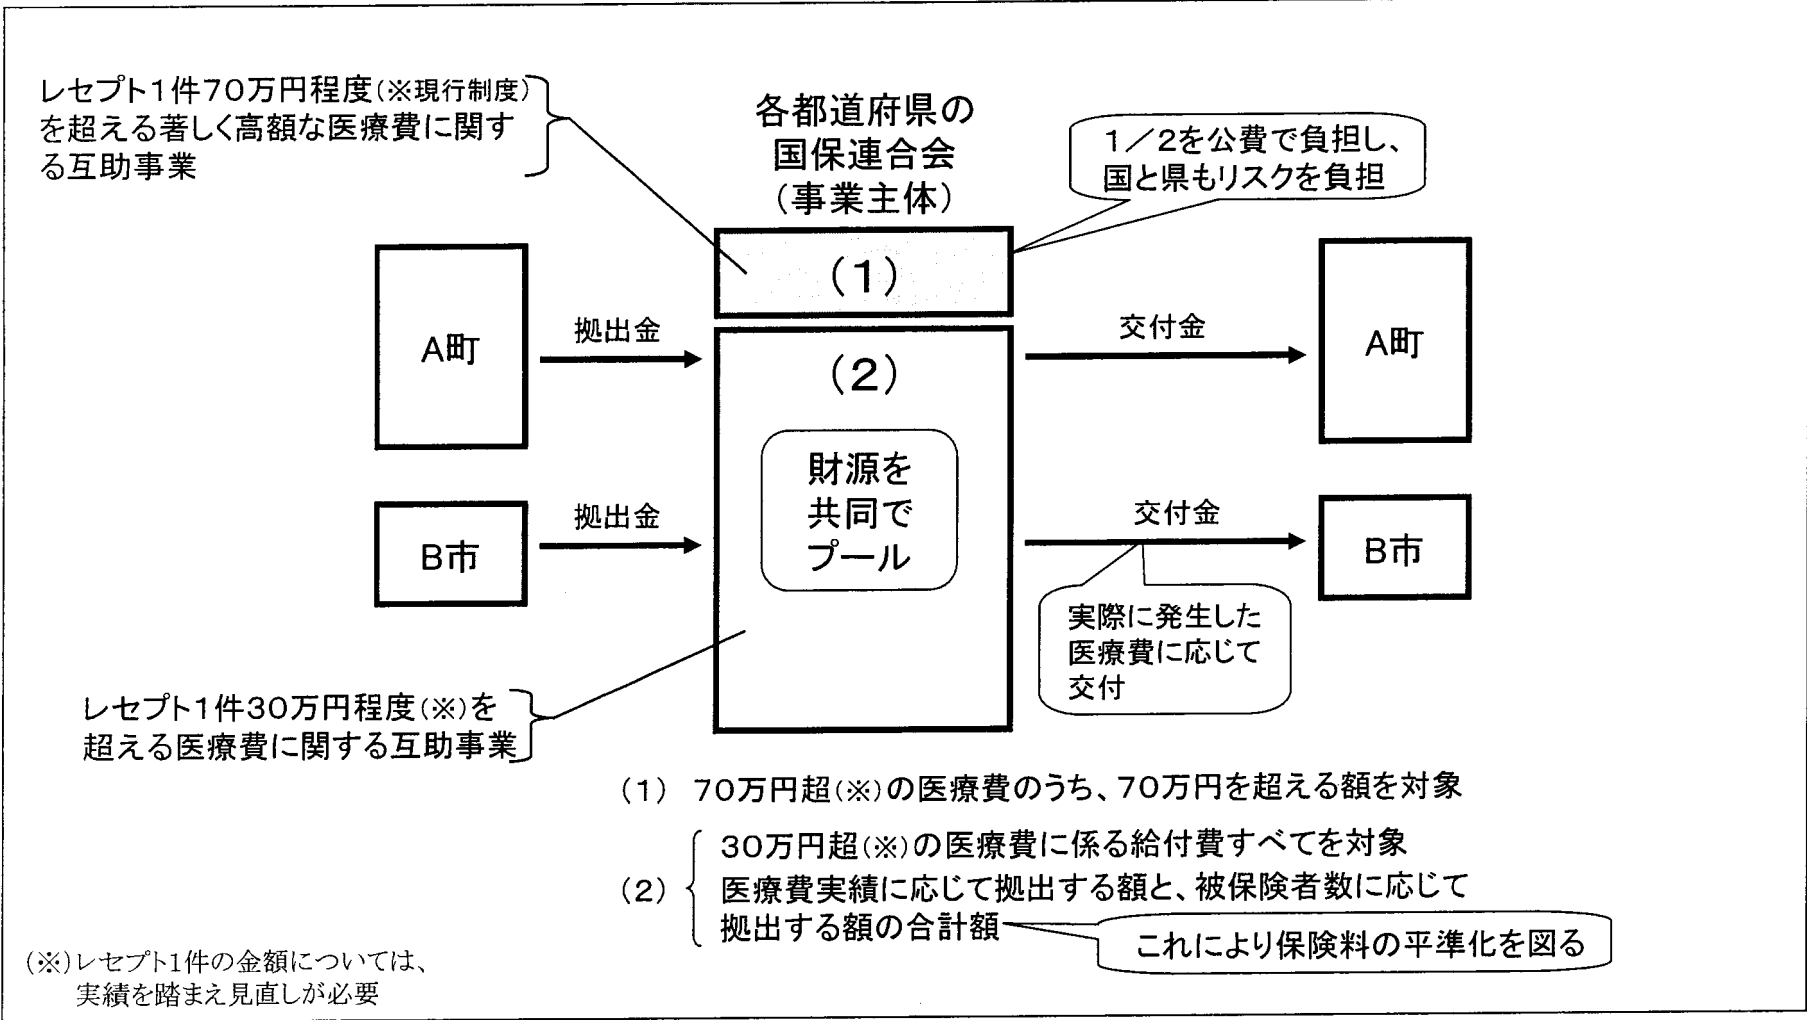 レセプト1件70万円程度(※現行制度)
を超える著しく高額な医療費に関す
る互助事業
各都道府県の
国保連合会
（事業主体）
1／2を公費で負担し、
国と県もリスクを負担
（1）
A町
拠出金
交付金
A町
（2）
財源を
共同で
プール
B市
拠出金
交付金
B市
実際に発生した
医療費に応じて
交付
レセプト1件30万円程度(※)を
超える医療費に関する互助事業
（1） 70万円超(※)の医療費のうち、70万円を超える額を対象
（2） 30万円超(※)の医療費に係る給付費すべてを対象
医療費実績に応じて拠出する額と、被保険者数に応じて
拠出する額の合計額
これにより保険料の平準化を図る
(※)レセプト1件の金額については、
実績を踏まえ見直しが必要